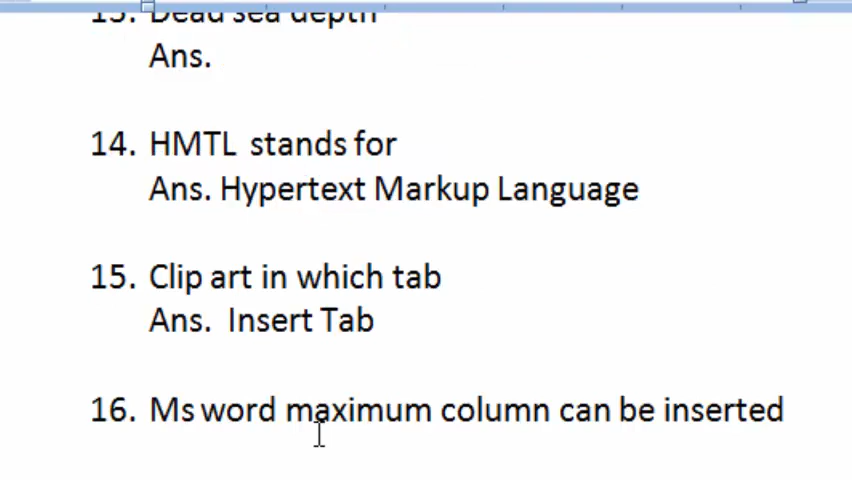 13. Dead sea depth
Ans.
14. HMTL stands for
Ans. Hypertext Markup Language
15. Clip art in which tab
Ans. Insert Tab
16. Ms word maximum column can be inserted